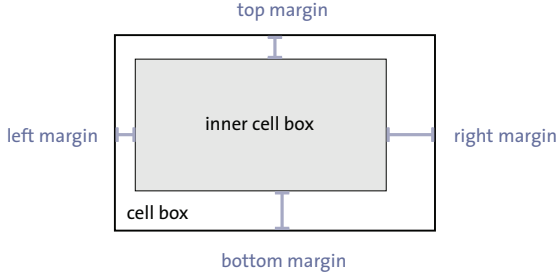 top margin
inner cell box
left margin
right margin
cell box
bottom margin